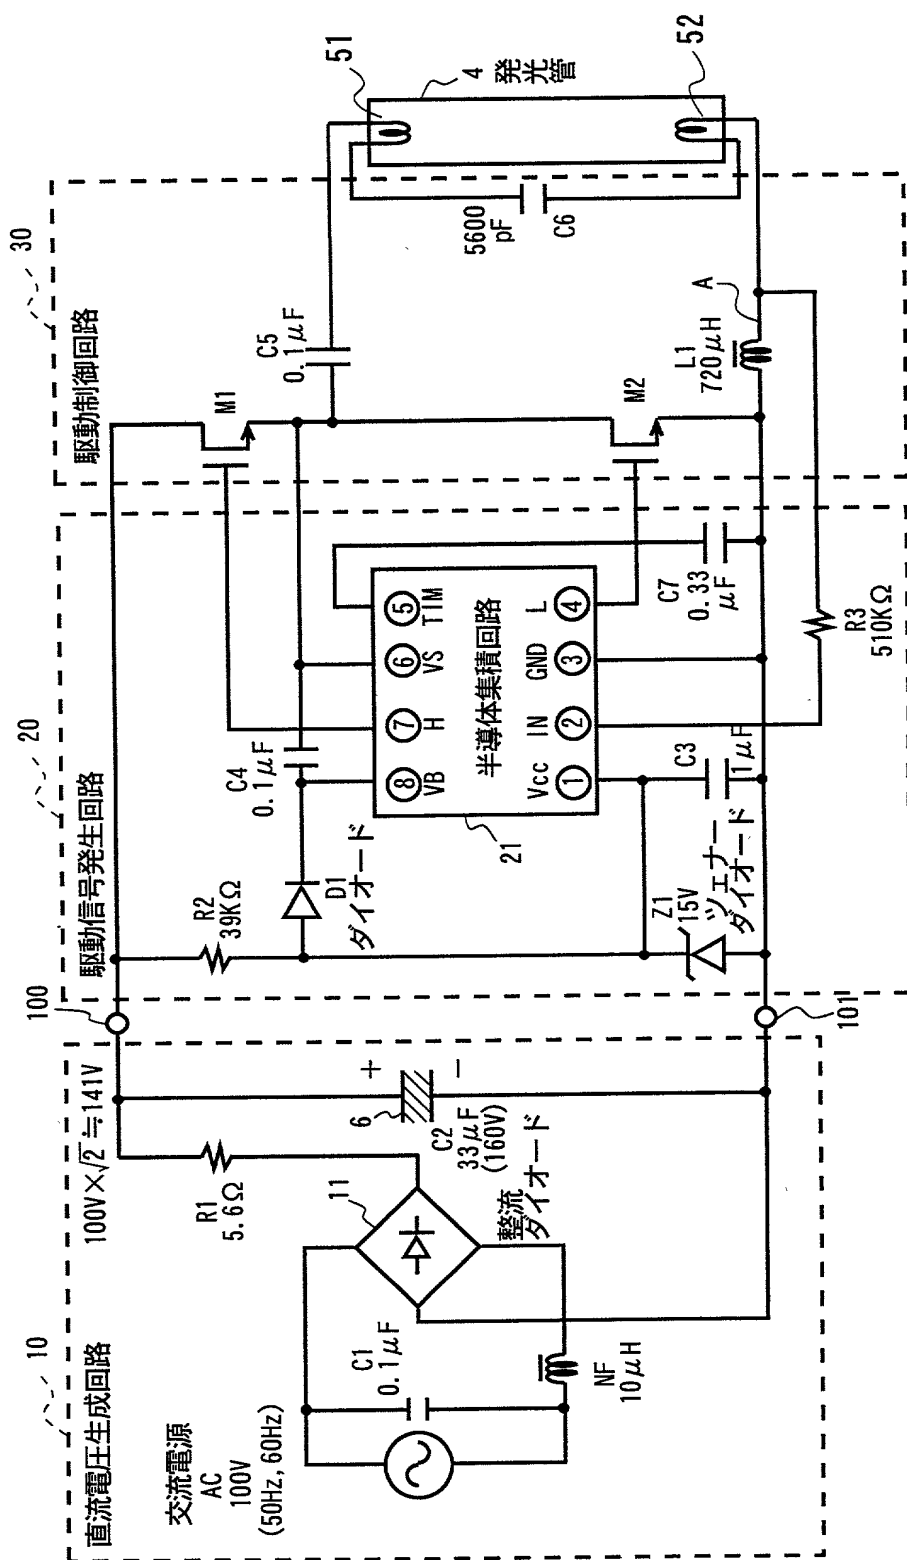 10
直流電圧生成回路
100V×√2≒141V
交流電源
AC
100V
(50Hz, 60Hz)
C1
0.1μF
NF
10μH
11
整流
ダイオード
R1
5.6Ω
6
+
−
C2
33μF
(160V)
100
101
20
駆動信号発生回路
R2
39KΩ
D1
ダイオード
Z1
15V
ツェナー
ダイオード
C4
0.1μF
C3
1μF
21
半導体集積回路
8
VB
7
H
6
VS
5
TIM
1
Vcc
2
IN
3
GND
4
L
C7
0.33
μF
R3
510KΩ
30
駆動制御回路
M1
M2
C5
0.1μF
L1
720μH
A
5600
pF
C6
51
4
発光管
52